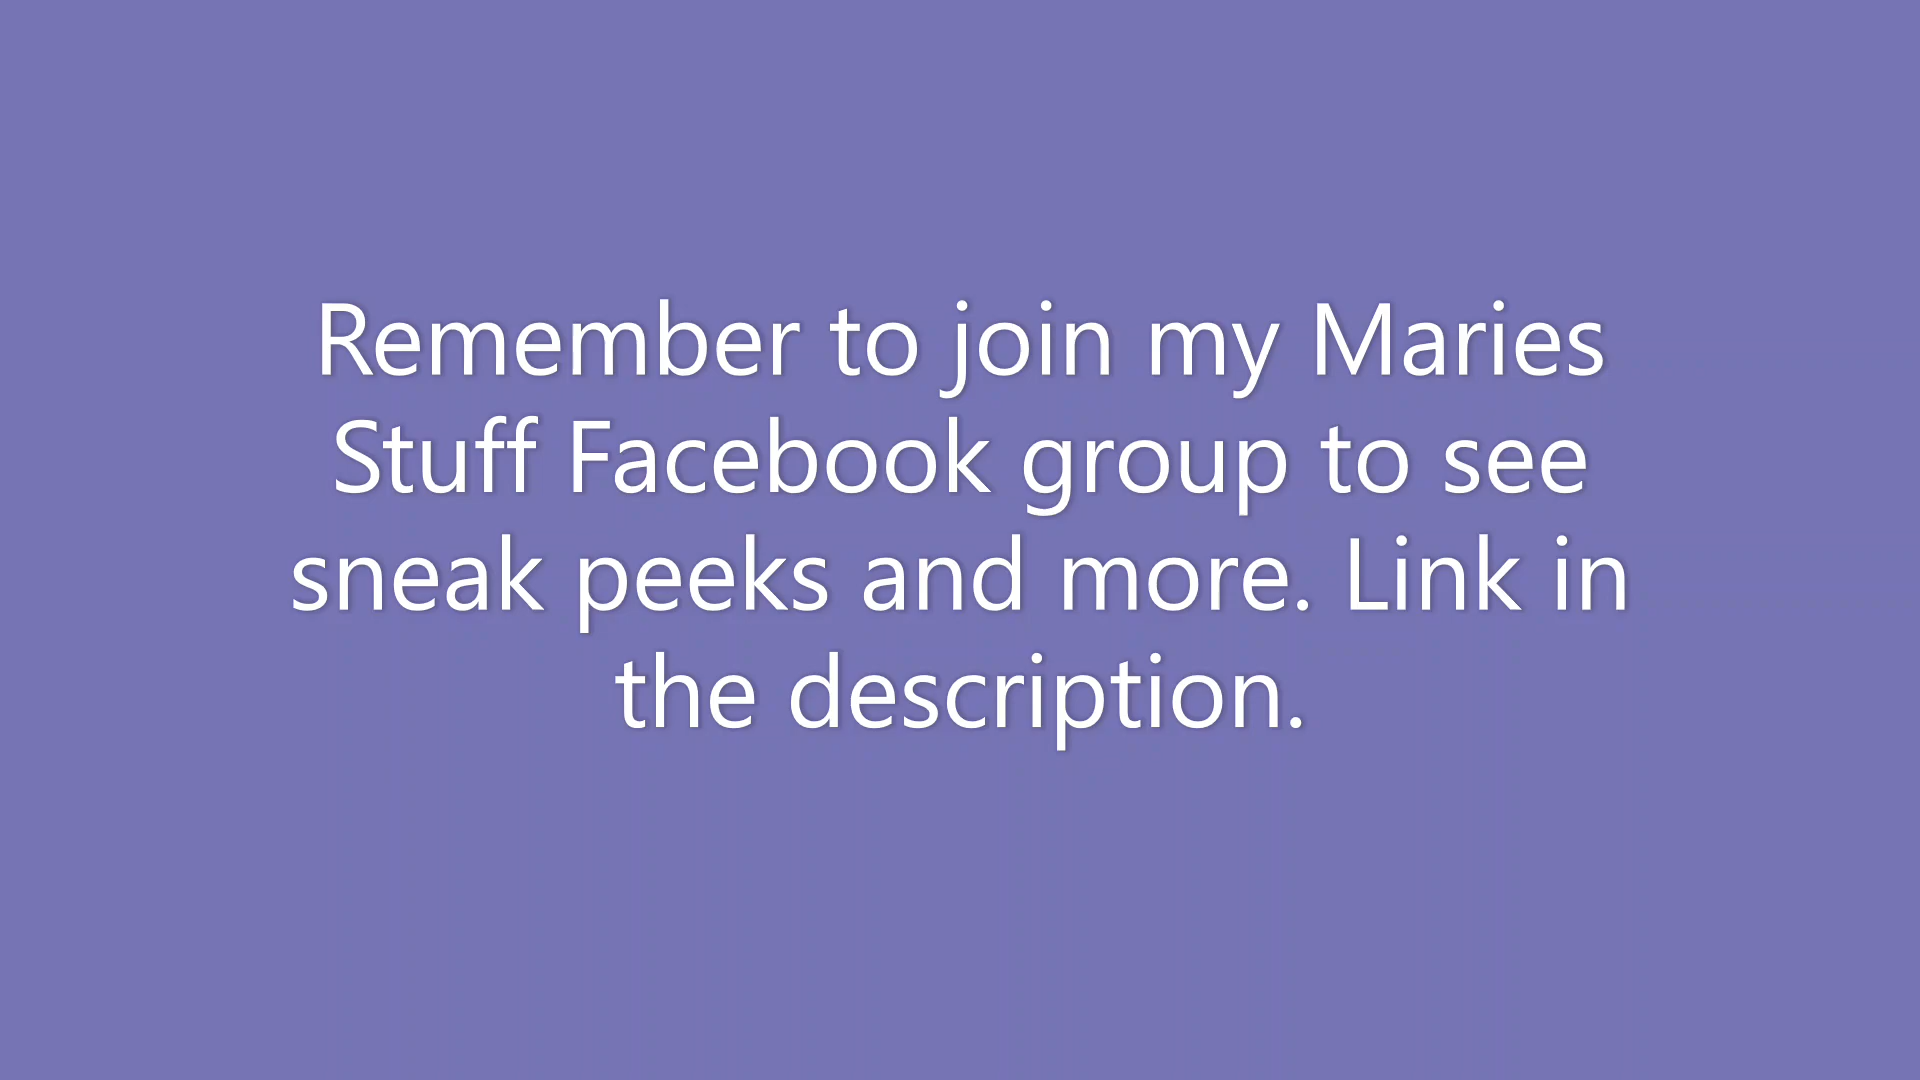 Remember to join my Maries
Stuff Facebook group to see
sneak peeks and more. Link in
the description.